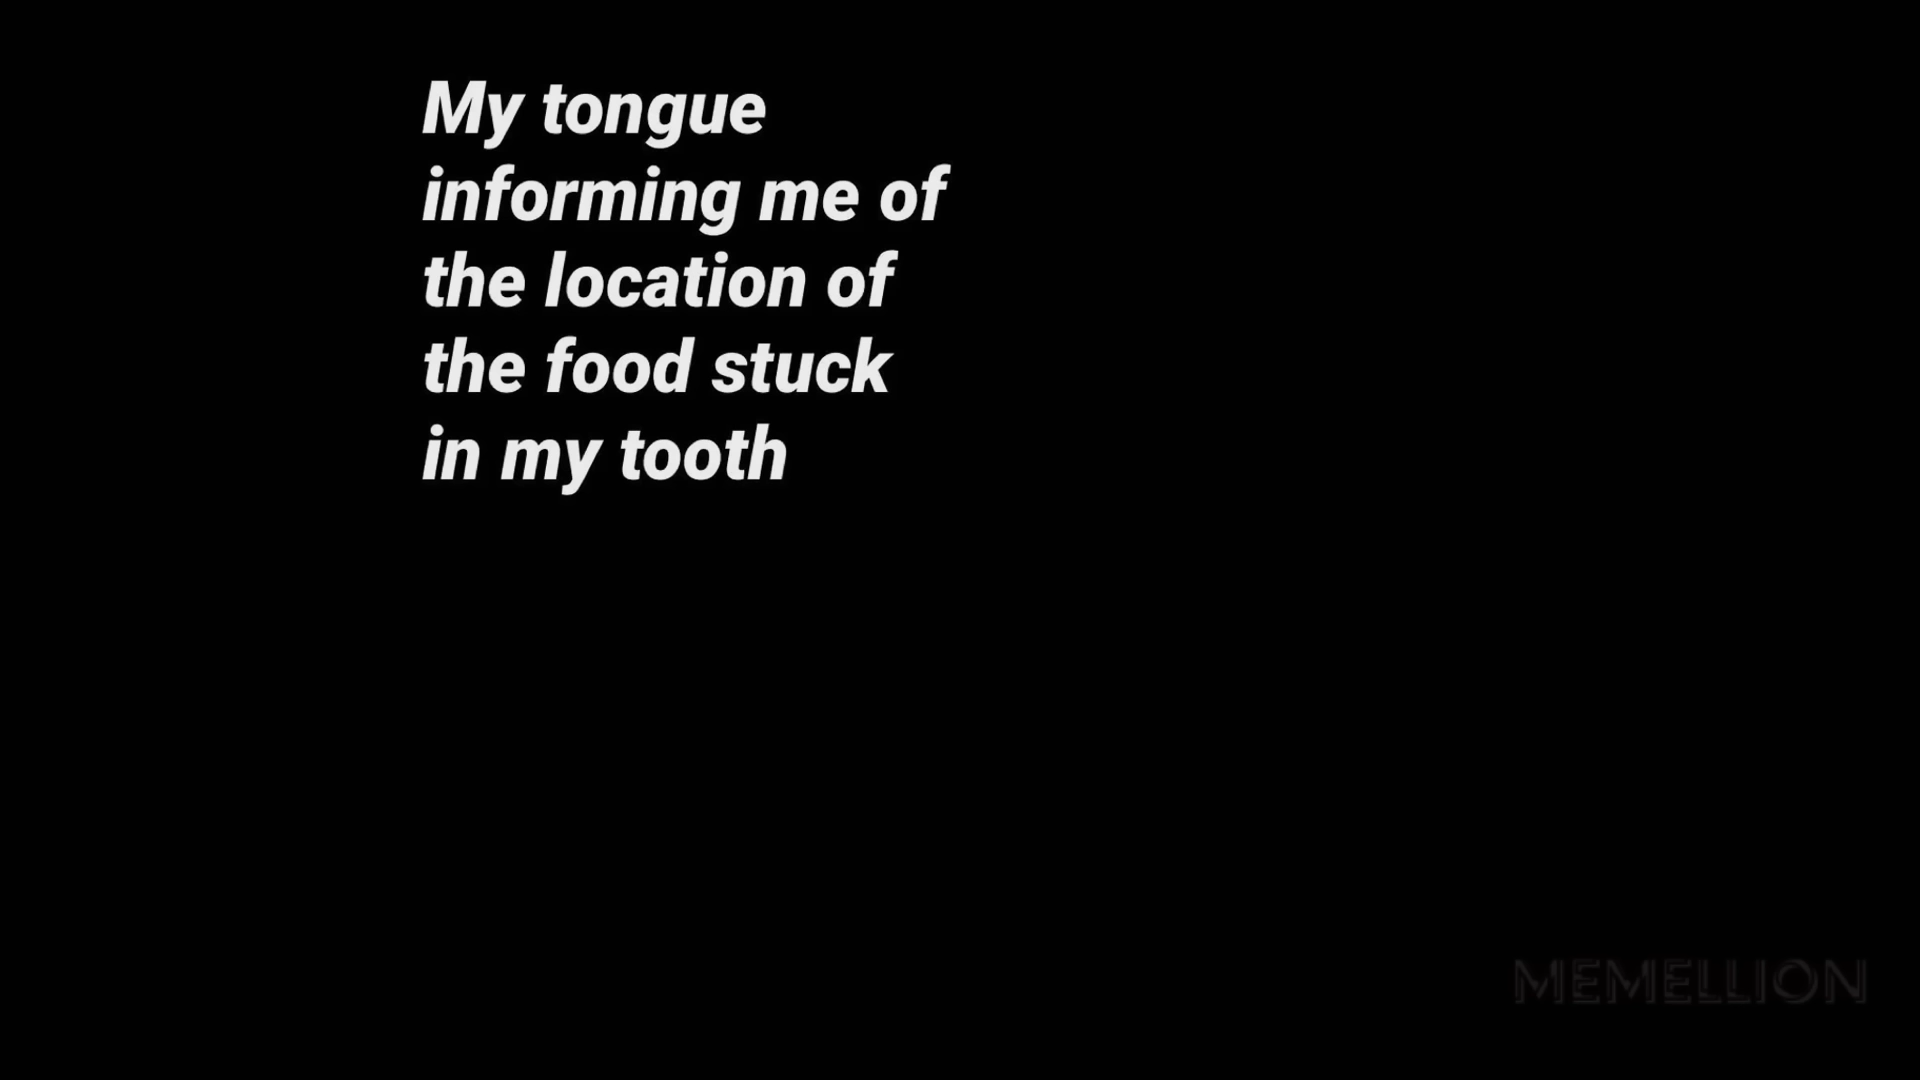 My tongue
informing me of
the location of
the food stuck
in my tooth
MEMELLION